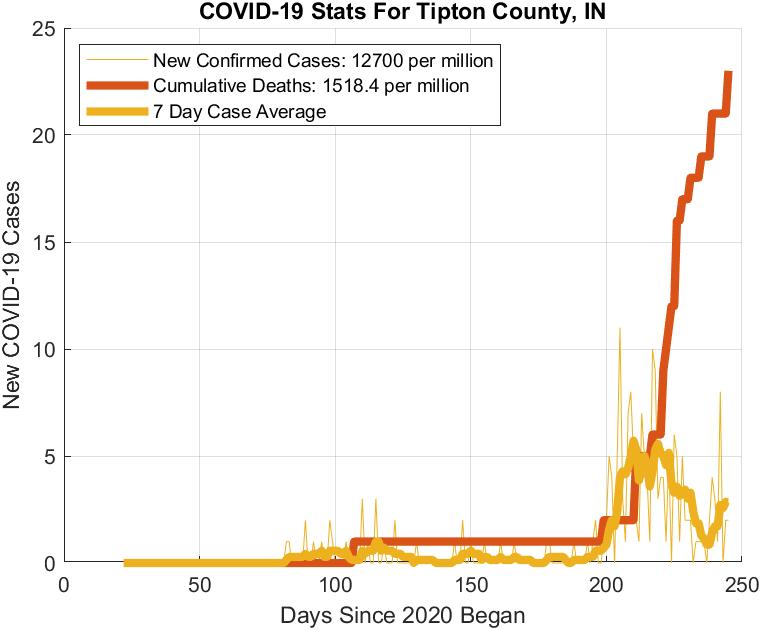 COVID-19 Stats For Tipton County, IN
New Confirmed Cases: 12700 per million
Cumulative Deaths: 1518.4 per million
7 Day Case Average
New COVID-19 Cases
25
20
15
10
5
0
0 50 100 150 200 250
Days Since 2020 Began